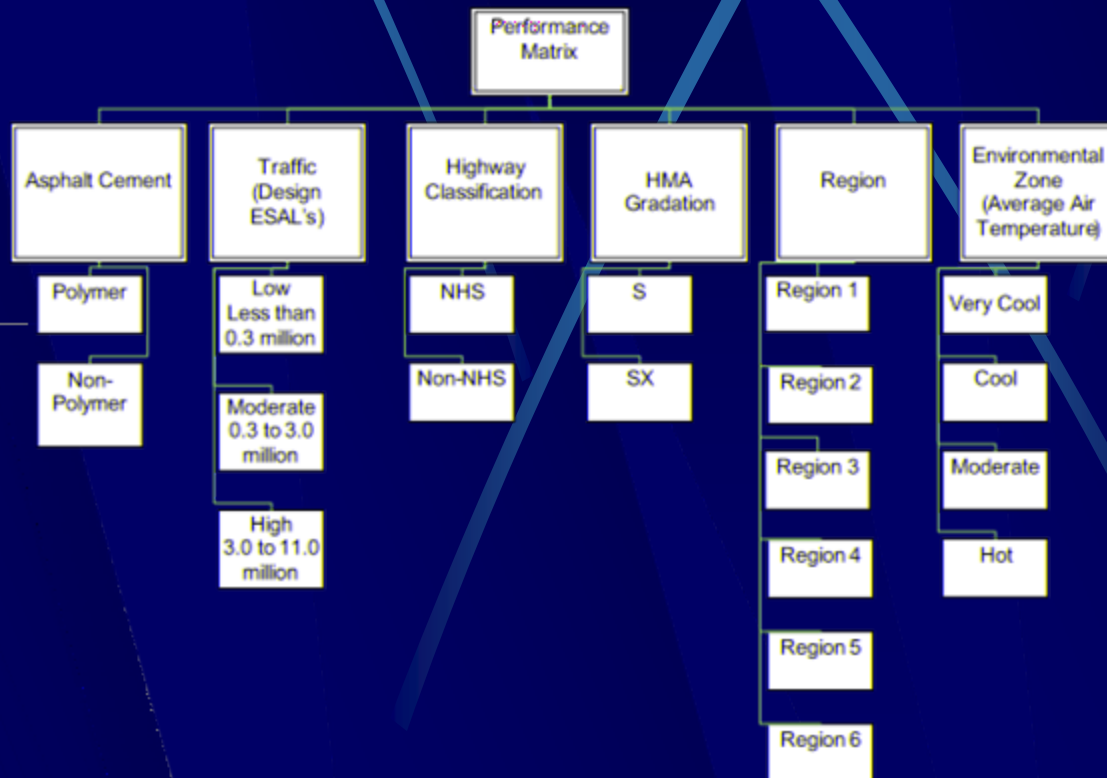 Performance
Matrix
Asphalt Cement
Traffic
(Design
ESAL's)
Highway
Classification
HMA
Gradation
Region
Environmental
Zone
(Average Air
Temperature)
Polymer
Non-
Polymer
Low
Less than
0.3 million
Moderate
0.3 to 3.0
million
High
3.0 to 11.0
million
NHS
Non-NHS
S
SX
Region 1
Region 2
Region 3
Region 4
Region 5
Region 6
Very Cool
Cool
Moderate
Hot